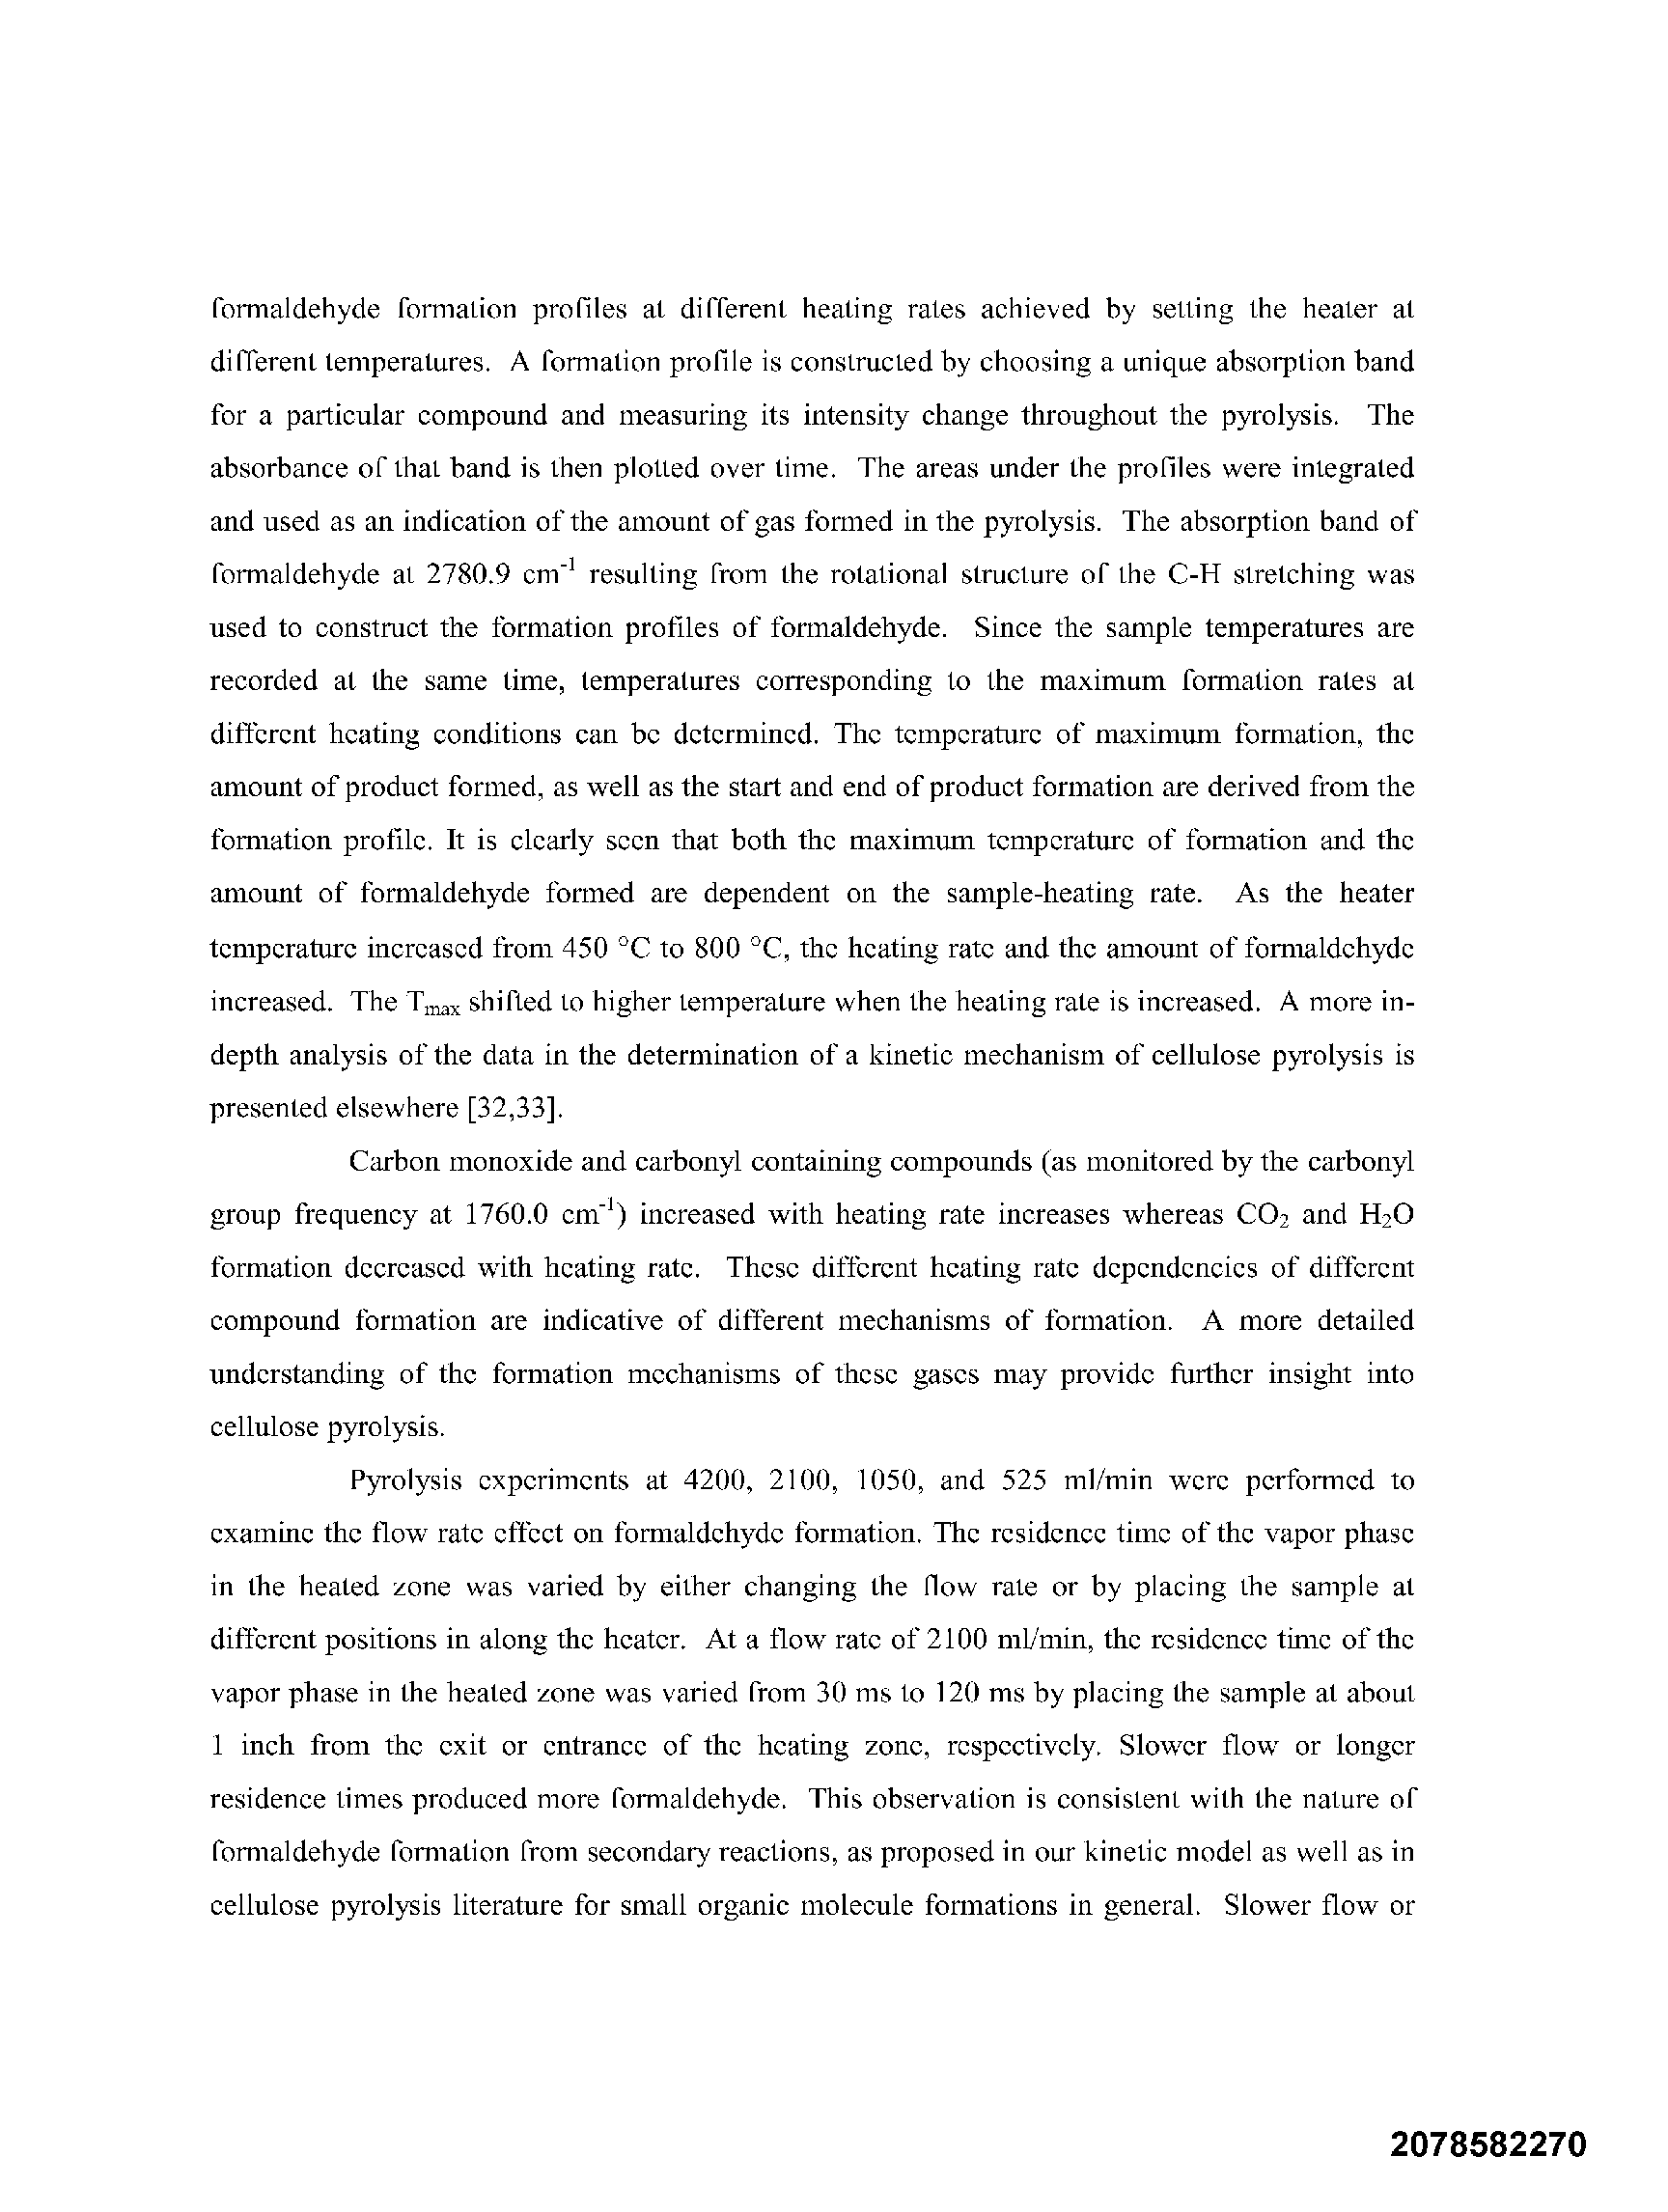 formaldehyde formation profiles at different heating rates achieved by setting the heater at
different temperatures. A formation profile is constructed by choosing a unique absorption band
for a particular compound and measuring its intensity change throughout the pyrolysis. The
absorbance of that band is then plotted over time. The areas under the profiles were integrated
and used as an indication of the amount of gas formed in the pyrolysis. The absorption band of
formaldehyde at 2780.9 cm⁻¹ resulting from the rotational structure of the C-H stretching was
used to construct the formation profiles of formaldehyde. Since the sample temperatures are
recorded at the same time, temperatures corresponding to the maximum formation rates at
different heating conditions can be determined. The temperature of maximum formation, the
amount of product formed, as well as the start and end of product formation are derived from the
formation profile. It is clearly seen that both the maximum temperature of formation and the
amount of formaldehyde formed are dependent on the sample-heating rate. As the heater
temperature increased from 450 °C to 800 °C, the heating rate and the amount of formaldehyde
increased. The Tmax shifted to higher temperature when the heating rate is increased. A more in-
depth analysis of the data in the determination of a kinetic mechanism of cellulose pyrolysis is
presented elsewhere [32,33].
Carbon monoxide and carbonyl containing compounds (as monitored by the carbonyl
group frequency at 1760.0 cm⁻¹) increased with heating rate increases whereas CO₂ and H₂O
formation decreased with heating rate. These different heating rate dependencies of different
compound formation are indicative of different mechanisms of formation. A more detailed
understanding of the formation mechanisms of these gases may provide further insight into
cellulose pyrolysis.
Pyrolysis experiments at 4200, 2100, 1050, and 525 ml/min were performed to
examine the flow rate effect on formaldehyde formation. The residence time of the vapor phase
in the heated zone was varied by either changing the flow rate or by placing the sample at
different positions in along the heater. At a flow rate of 2100 ml/min, the residence time of the
vapor phase in the heated zone was varied from 30 ms to 120 ms by placing the sample at about
1 inch from the exit or entrance of the heating zone, respectively. Slower flow or longer
residence times produced more formaldehyde. This observation is consistent with the nature of
formaldehyde formation from secondary reactions, as proposed in our kinetic model as well as in
cellulose pyrolysis literature for small organic molecule formations in general. Slower flow or
2078582270